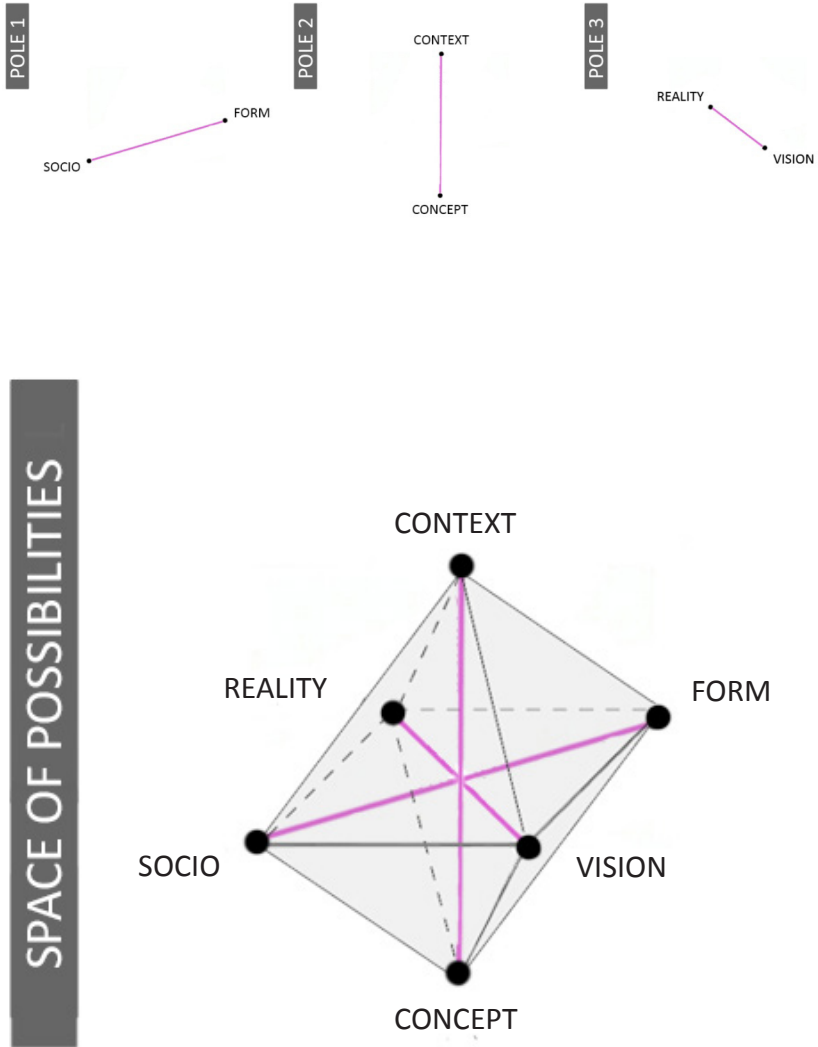 POLE 1
SOCIO
FORM
POLE 2
CONTEXT
CONCEPT
POLE 3
REALITY
VISION
SPACE OF POSSIBILITIES
CONTEXT
REALITY
FORM
SOCIO
VISION
CONCEPT